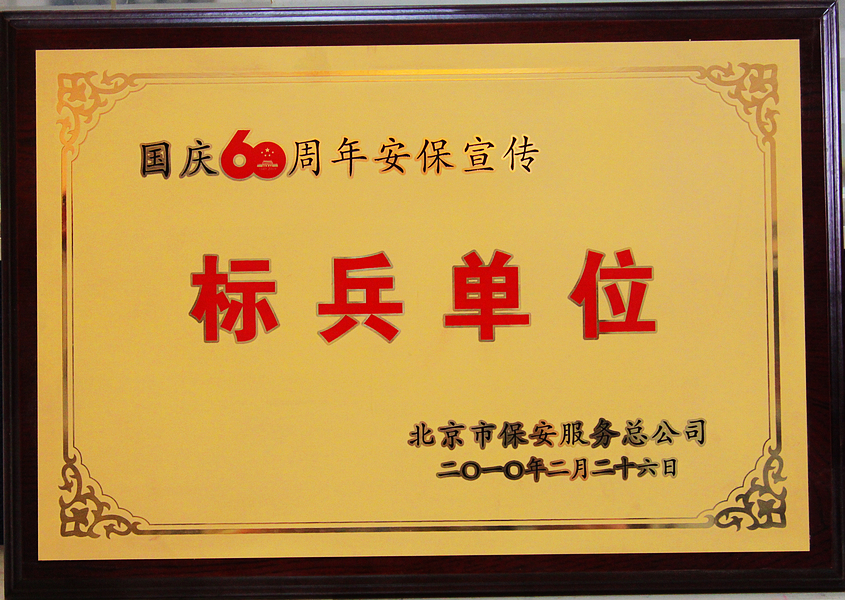 国庆60周年安保宣传
标兵单位
北京市保安服务总公司
二〇一〇年二月二十六日